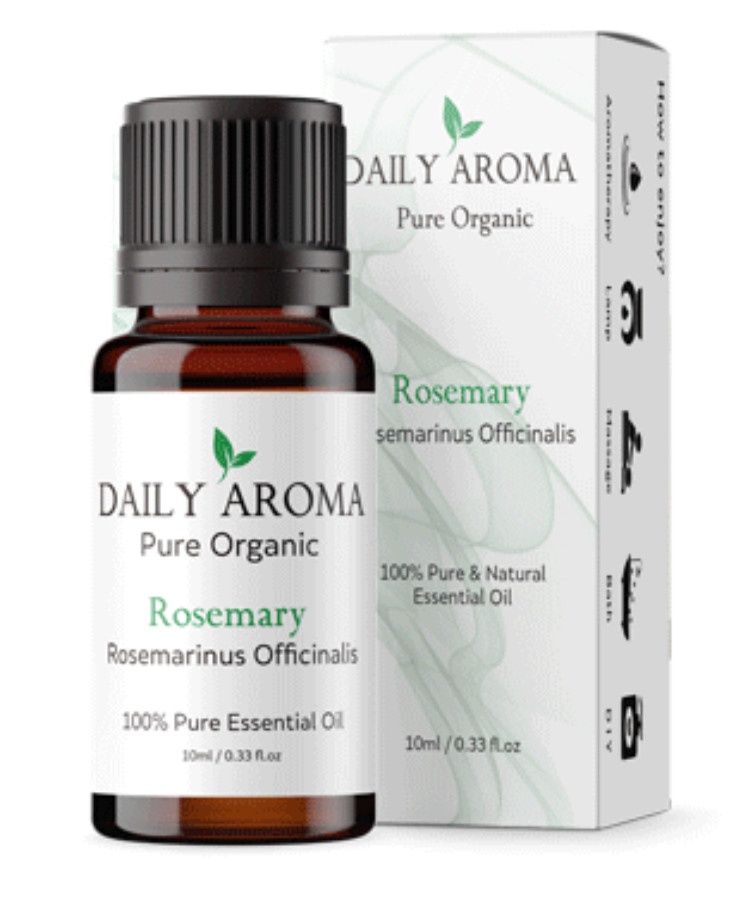 DAILY AROMA
Pure Organic
Rosemary
Rosemarinus Officinalis
100% Pure Essential Oil
10ml / 0.33 fl.oz
DAILY AROMA
Pure Organic
Rosemary
semarinus Officinalis
100% Pure & Natural
Essential Oil
10ml / 0.33 fl.oz
How to enjoy?
Aromatherapy
Lamp
Massage
Bath
DIY